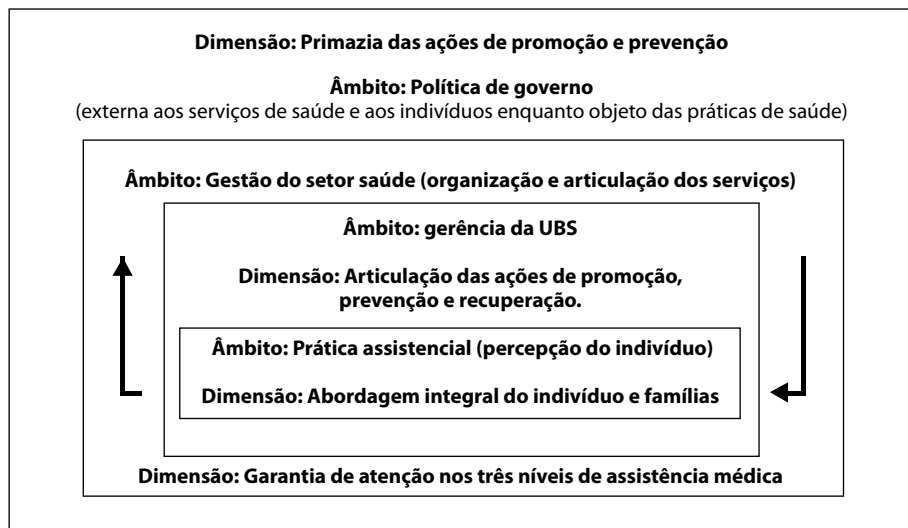 Dimensão: Primazia das ações de promoção e prevenção
Âmbito: Política de governo
(externa aos serviços de saúde e aos indivíduos enquanto objeto das práticas de saúde)
Âmbito: Gestão do setor saúde (organização e articulação dos serviços)
Âmbito: gerência da UBS
Dimensão: Articulação das ações de promoção,
prevenção e recuperação.
Âmbito: Prática assistencial (percepção do indivíduo)
Dimensão: Abordagem integral do indivíduo e famílias
Dimensão: Garantia de atenção nos três níveis de assistência médica